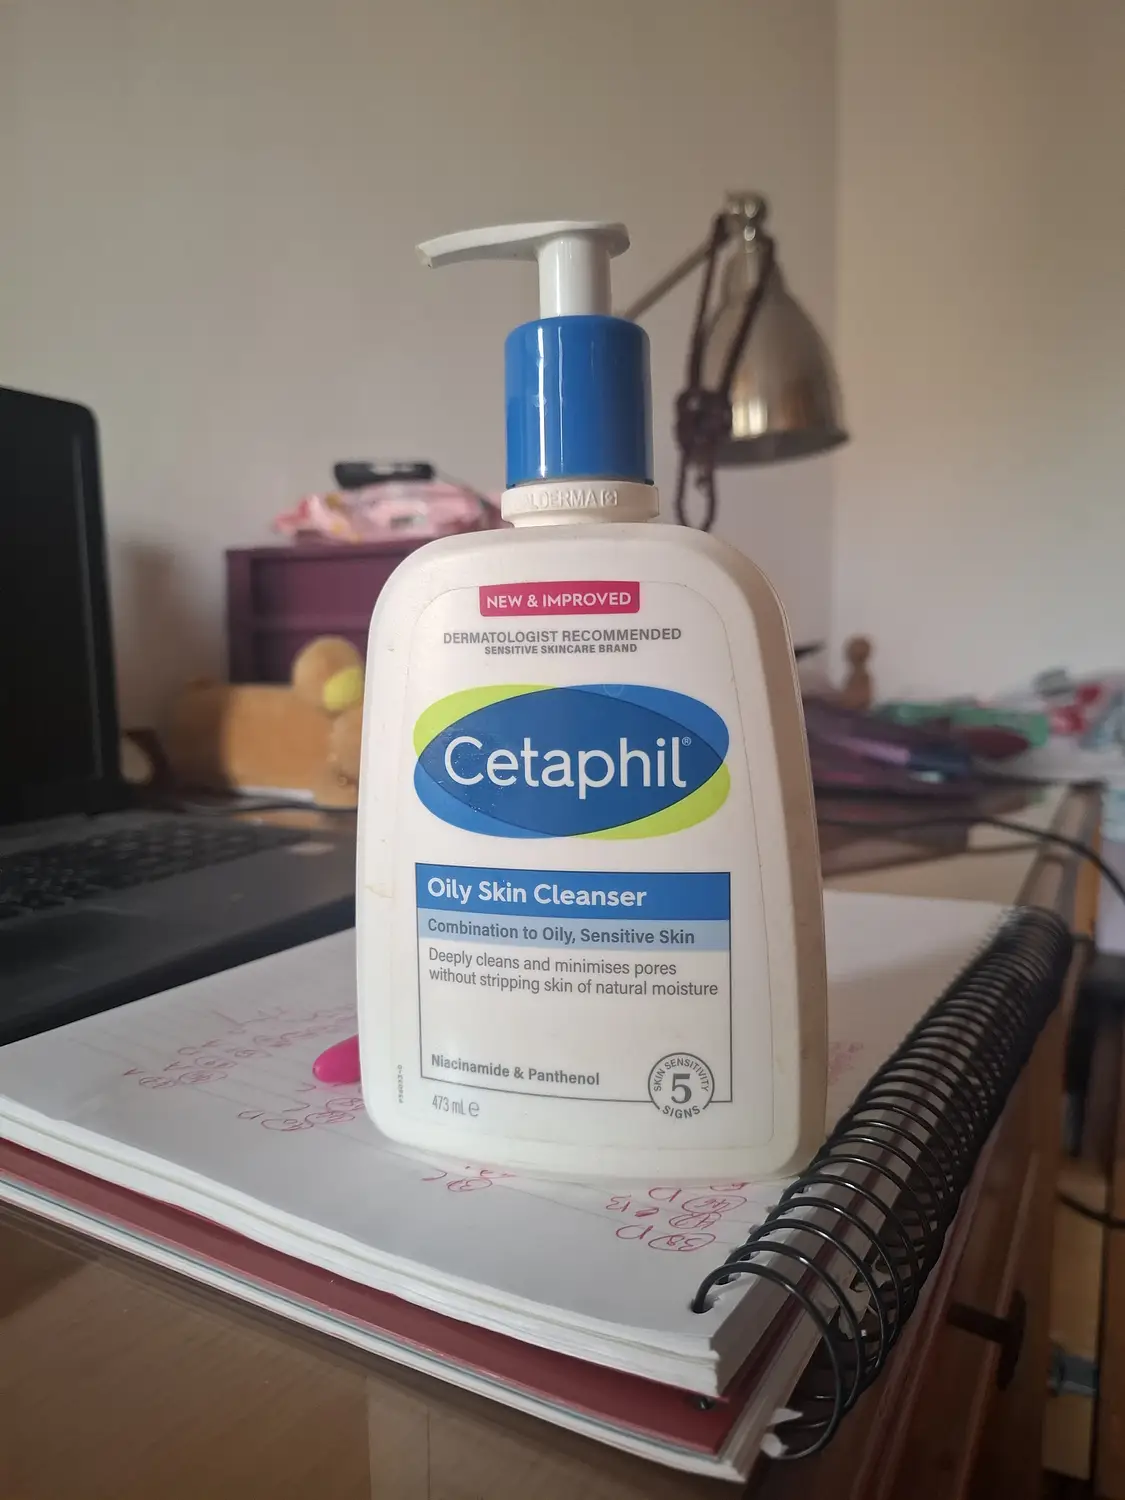 NEW & IMPROVED
DERMATOLOGIST RECOMMENDED
SENSITIVE SKINCARE BRAND
Cetaphil®
Oily Skin Cleanser
Combination to Oily, Sensitive Skin
Deeply cleans and minimises pores
without stripping skin of natural moisture
Niacinamide & Panthenol
SKIN SENSITIVITY
5
SIGNS
473 mL ℮